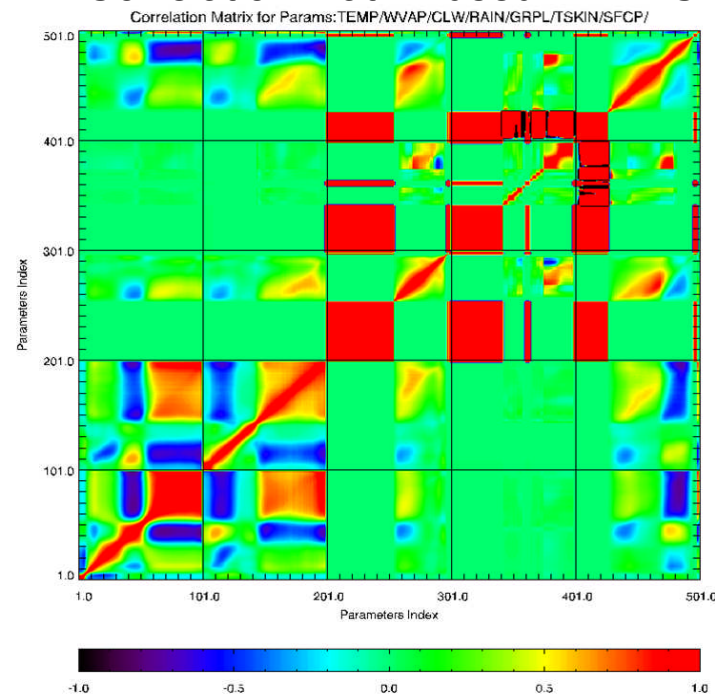 Correlation Matrix for Params:TEMP/WVAP/CLW/RAIN/GRPL/TSKIN/SFCP/
501.0
401.0
301.0
201.0
101.0
1.0
Parameters Index
1.0 101.0 201.0 301.0 401.0 501.0
Parameters Index
-1.0 -0.5 0.0 0.5 1.0